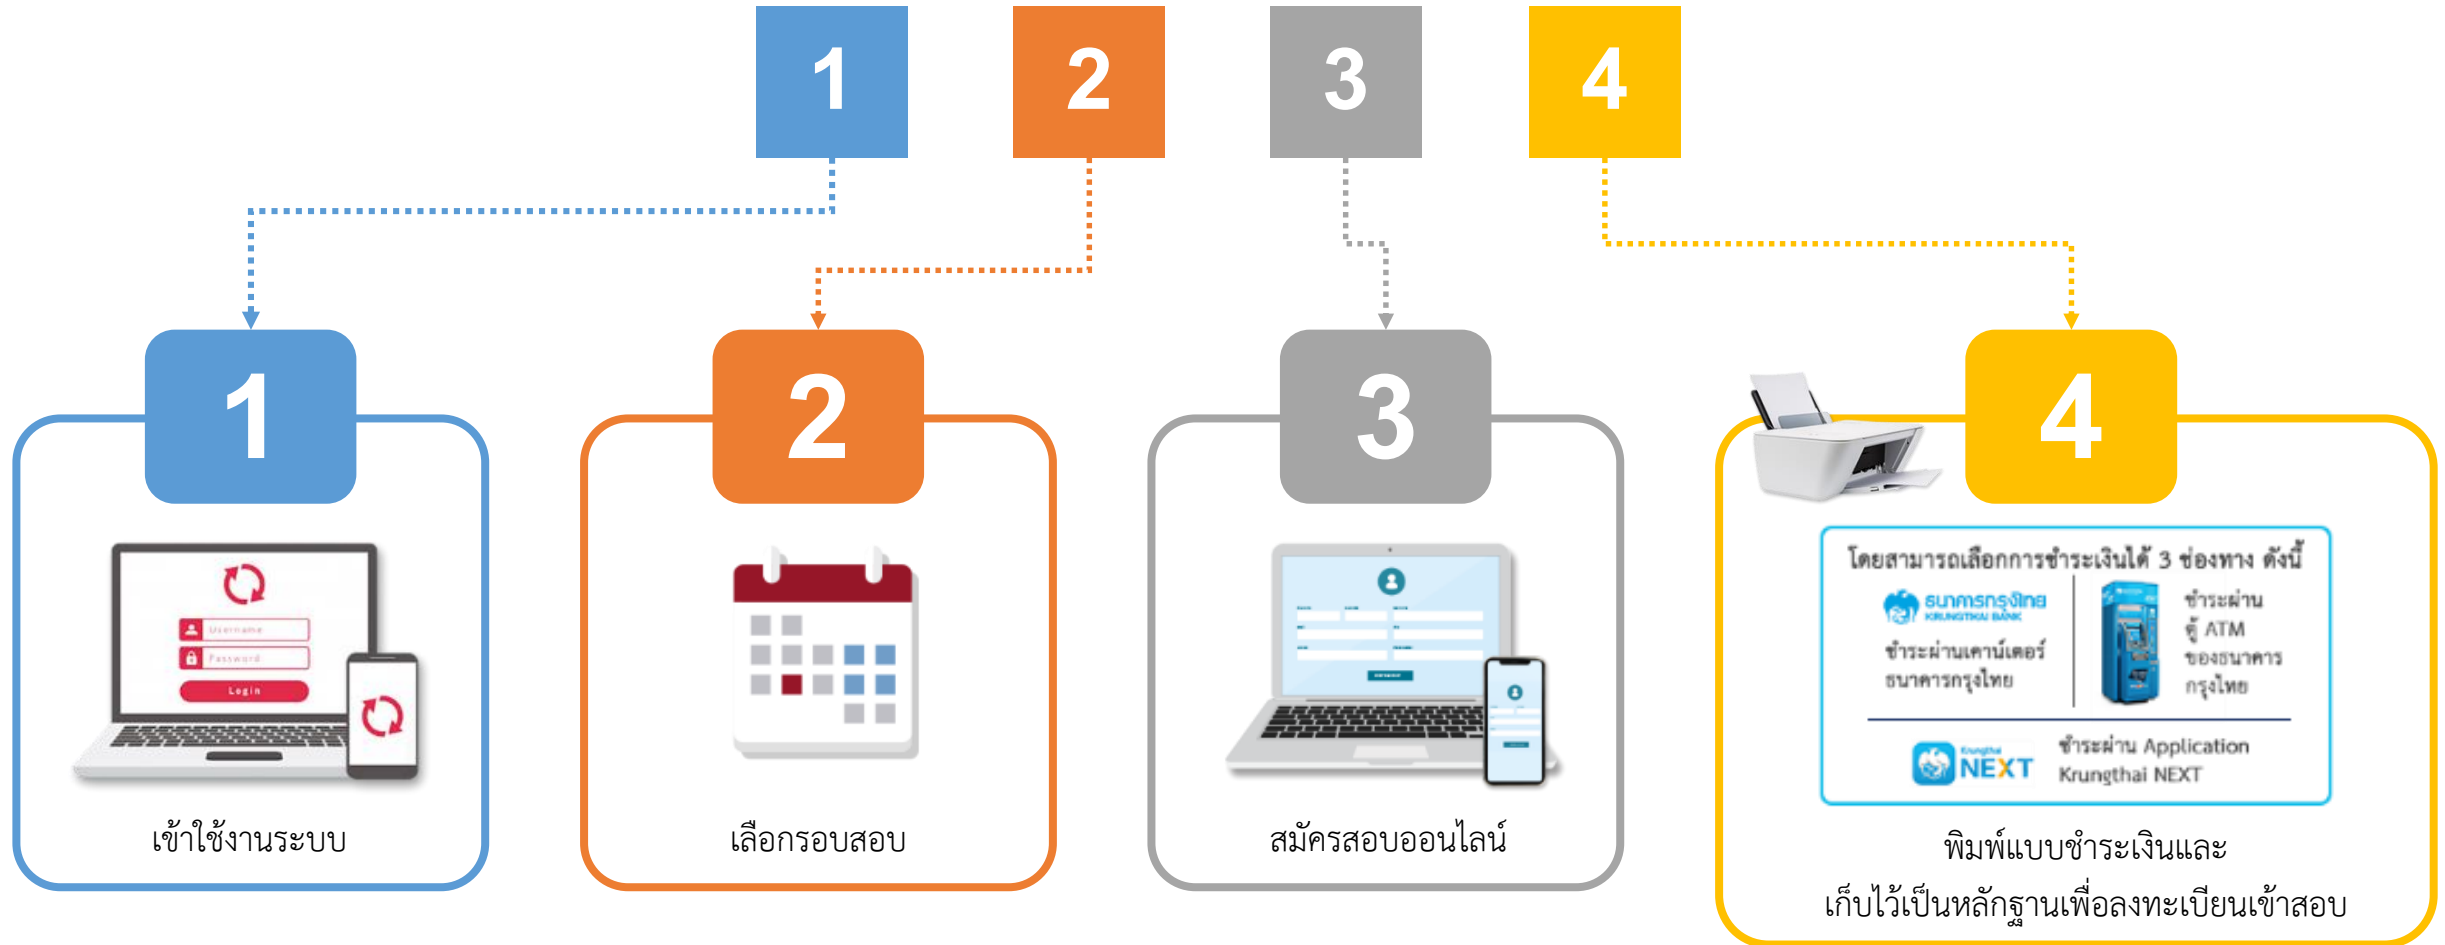 1
2
3
4
1
2
3
4
Username
Password
Login
เข้าใช้งานระบบ
เลือกรอบสอบ
สมัครสอบออนไลน์
โดยสามารถเลือกการชำระเงินได้ 3 ช่องทาง ดังนี้
ธนาคารกรุงไทย
KRUNGTHAI BANK
ชำระผ่านเคาน์เตอร์
ธนาคารกรุงไทย
ชำระผ่าน
ตู้ ATM
ของธนาคาร
กรุงไทย
Krungthai
NEXT
ชำระผ่าน Application
Krungthai NEXT
พิมพ์แบบชำระเงินและ
เก็บไว้เป็นหลักฐานเพื่อลงทะเบียนเข้าสอบ